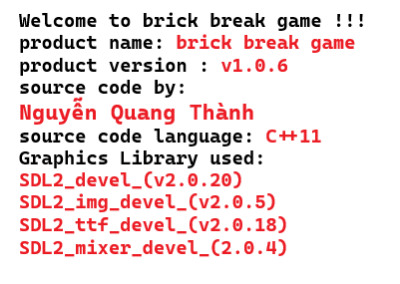 Welcome to brick break game !!!
product name: brick break game
product version : v1.0.6
source code by:
Nguyễn Quang Thành
source code language: C++11
Graphics Library used:
SDL2_devel_(v2.0.20)
SDL2_img_devel_(v2.0.5)
SDL2_ttf_devel_(v2.0.18)
SDL2_mixer_devel_(2.0.4)